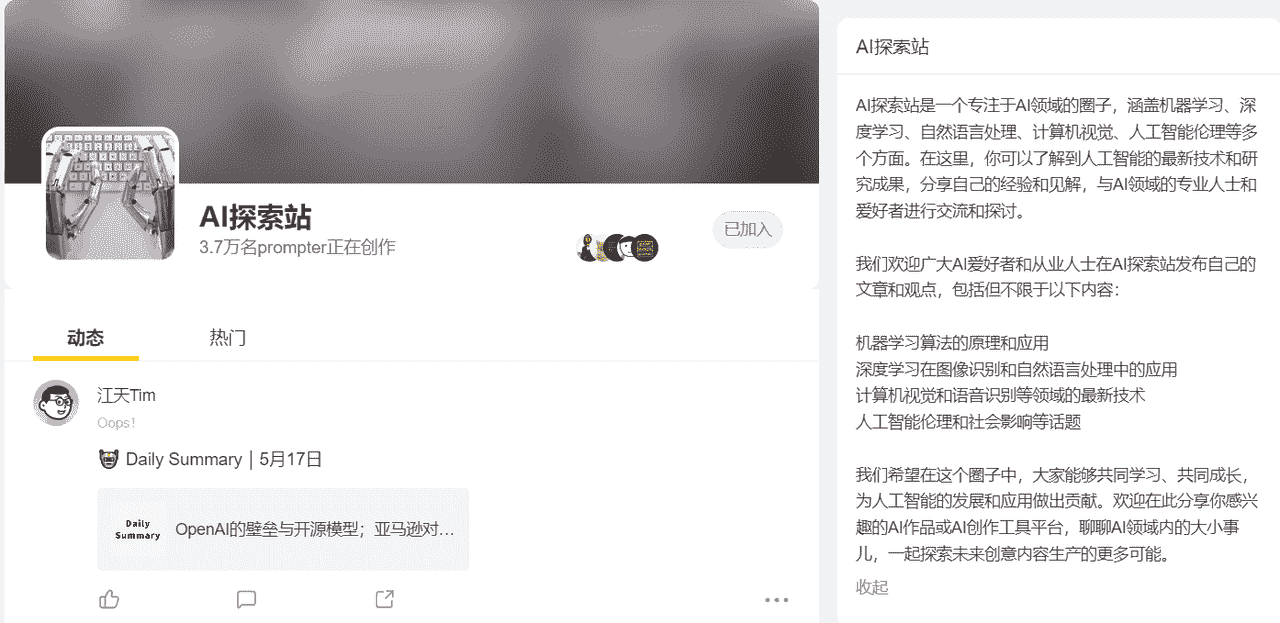 AI探索站
3.7万名prompter正在创作
已加入
动态
热门
江天Tim
Oops!
Daily Summary | 5月17日
Daily
Summary
OpenAI的壁垒与开源模型；亚马逊对...
AI探索站
AI探索站是一个专注于AI领域的圈子，涵盖机器学习、深
度学习、自然语言处理、计算机视觉、人工智能伦理等多
个方面。在这里，你可以了解到人工智能的最新技术和研
究成果，分享自己的经验和见解，与AI领域的专业人士和
爱好者进行交流和探讨。
我们欢迎广大AI爱好者和从业人士在AI探索站发布自己的
文章和观点，包括但不限于以下内容：
机器学习算法的原理和应用
深度学习在图像识别和自然语言处理中的应用
计算机视觉和语音识别等领域的最新技术
人工智能伦理和社会影响等话题
我们希望在这个圈子中，大家能够共同学习、共同成长，
为人工智能的发展和应用做出贡献。欢迎在此分享你感兴
趣的AI作品或AI创作工具平台，聊聊AI领域内的大小事
儿，一起探索未来创意内容生产的更多可能。
收起